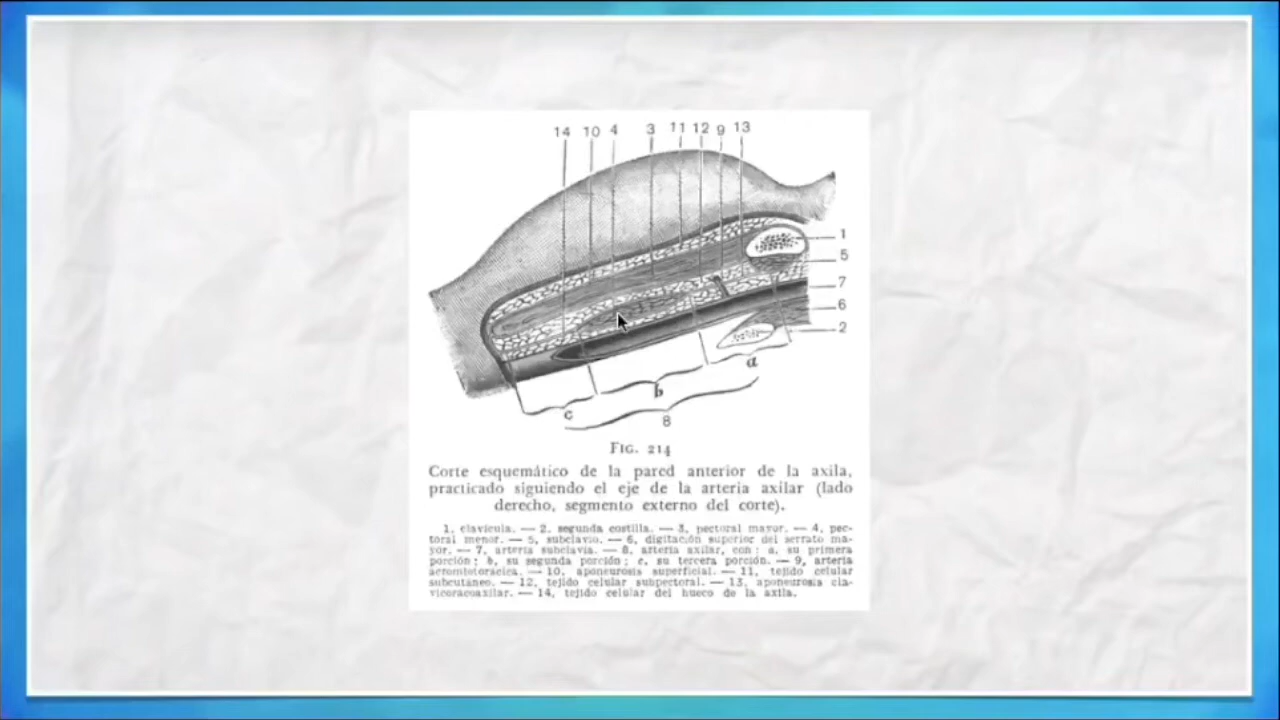 14 10 4 3 11 12 9 13
1
5
7
6
2
a
b
c
8
Fig. 214
Corte esquemático de la pared anterior de la axila,
practicado siguiendo el eje de la arteria axilar (lado
derecho, segmento externo del corte).
1, clavícula. — 2, segunda costilla. — 3, pectoral mayor. — 4, pec-
toral menor. — 5, subclavio. — 6, digitación superior del serrato ma-
yor. — 7, arteria subclavia. — 8, arteria axilar, con: a, su primera
porción; b, su segunda porción; c, su tercera porción. — 9, arteria
acromiotorácica. — 10, aponeurosis superficial. — 11, tejido celular
subcutáneo. — 12, tejido celular subpectoral. — 13, aponeurosis cla-
vicoracoaxilar. — 14, tejido celular del hueco de la axila.